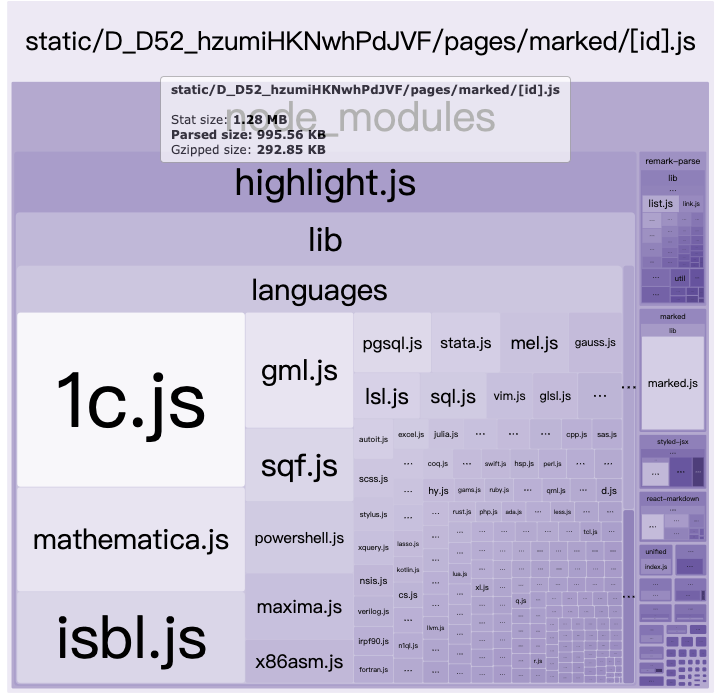 static/D_D52_hzumiHKNwhPdJVF/pages/marked/[id].js
static/D_D52_hzumiHKNwhPdJVF/pages/marked/[id].js
node_modules
Stat size: 1.28 MB
Parsed size: 995.56 KB
Gzipped size: 292.85 KB
highlight.js
lib
languages
1c.js
mathematica.js
isbl.js
gml.js
sqf.js
powershell.js
maxima.js
x86asm.js
pgsql.js stata.js mel.js gauss.js
lsl.js sql.js vim.js glsl.js ...
autoit.js excel.js julia.js ... ... ... cpp.js sas.js
scss.js ... coq.js ... swift.js hsp.js perl.js ... ...
... hy.js gams.js ruby.js ... qml.js ... d.js
stylus.js ... ... rust.js php.js ada.js ... less.js ...
xquery.js lasso.js ... tcl.js ...
nsis.js kotlin.js ... lua.js xl.js
verilog.js cs.js ... q.js
irpf90.js n1ql.js llvm.js
fortran.js r.js
...
...
remark-parse
lib
...
list.js link.js
util
marked
lib
marked.js
styled-jsx
...
react-markdown
...
unified
index.js